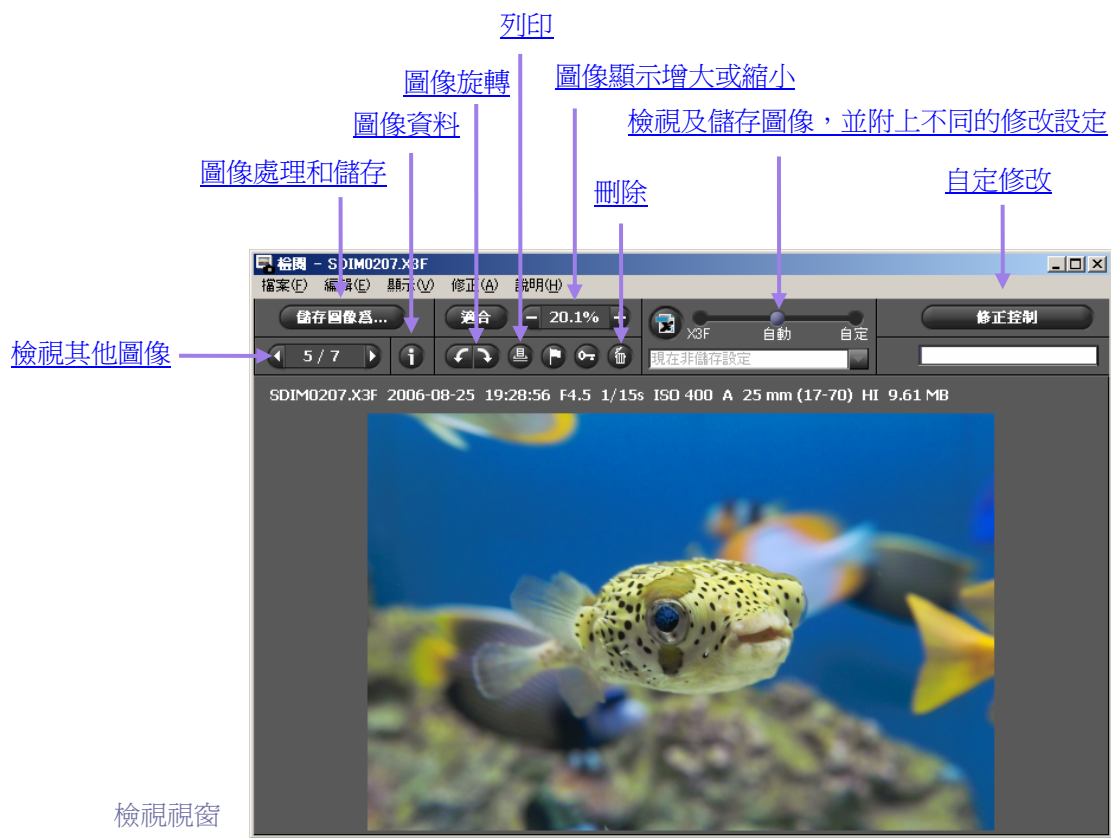 列印
圖像旋轉
圖像顯示增大或縮小
圖像資料
檢視及儲存圖像，並附上不同的修改設定
圖像處理和儲存
刪除
自定修改
檢閱 - SDIM0207.X3F
檔案(F) 編輯(E) 顯示(V) 修正(A) 說明(H)
儲存圖像為...
適合
- 20.1% +
X3F 自動 自定
修正控制
檢視其他圖像
5 / 7
現在非儲存設定
SDIM0207.X3F 2006-08-25 19:28:56 F4.5 1/15s ISO 400 A 25 mm (17-70) HI 9.61 MB
檢視視窗